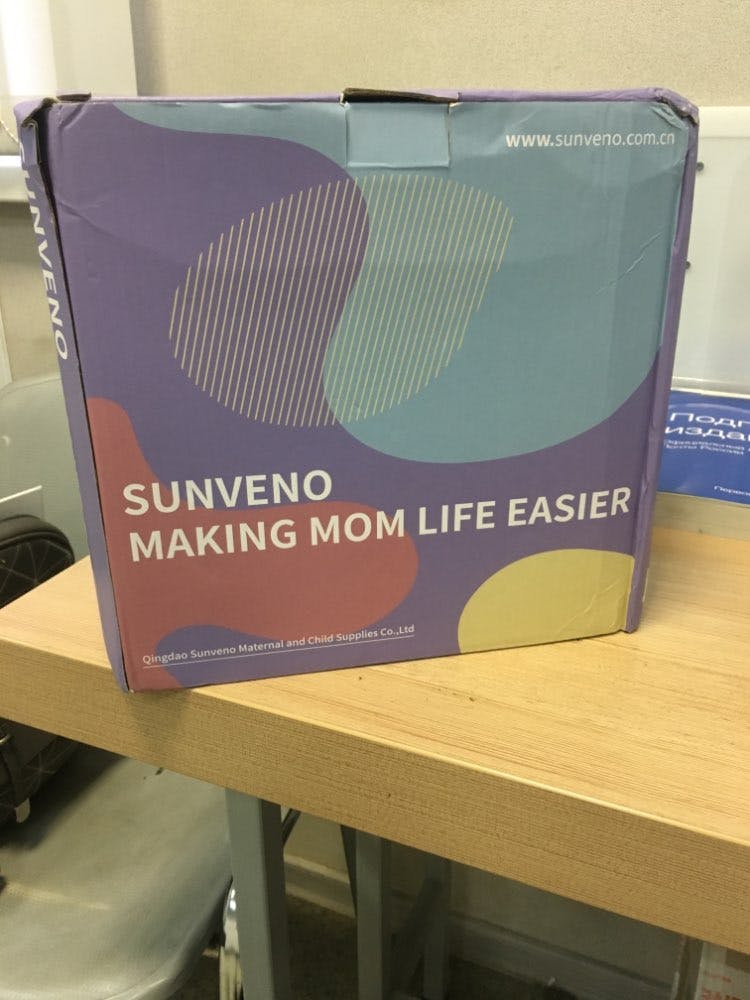 www.sunveno.com.cn
SUNVENO
SUNVENO
MAKING MOM LIFE EASIER
Qingdao Sunveno Maternal and Child Supplies Co.,Ltd